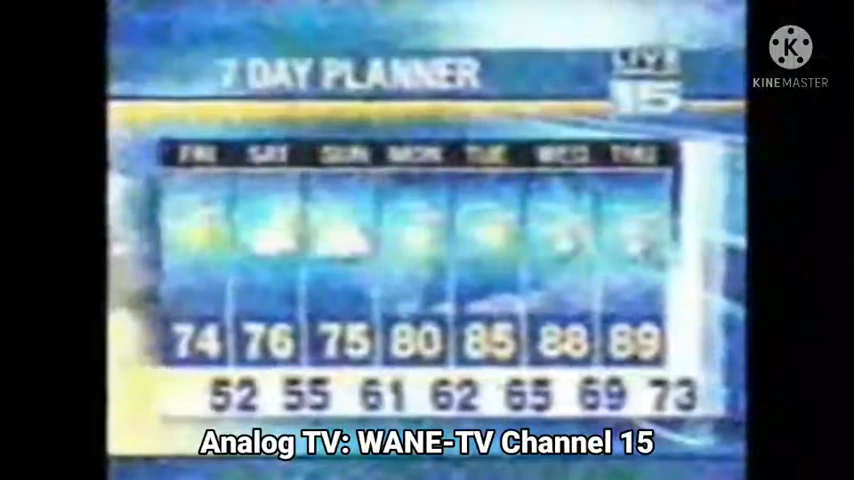 7 DAY PLANNER
LIVE
15
K
KINEMASTER
FRI SAT SUN MON TUE WED THU
74 76 75 80 85 88 89
52 55 61 62 65 69 73
Analog TV: WANE-TV Channel 15